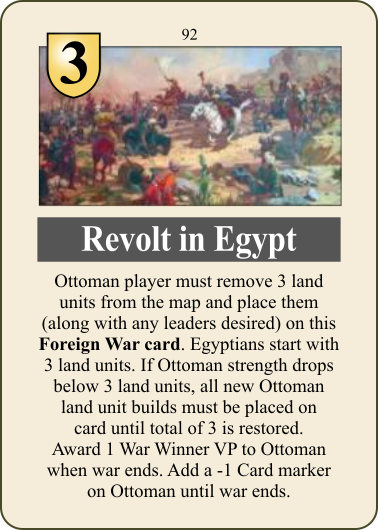 92
3
Revolt in Egypt
Ottoman player must remove 3 land
units from the map and place them
(along with any leaders desired) on this
Foreign War card. Egyptians start with
3 land units. If Ottoman strength drops
below 3 land units, all new Ottoman
land unit builds must be placed on
card until total of 3 is restored.
Award 1 War Winner VP to Ottoman
when war ends. Add a -1 Card marker
on Ottoman until war ends.